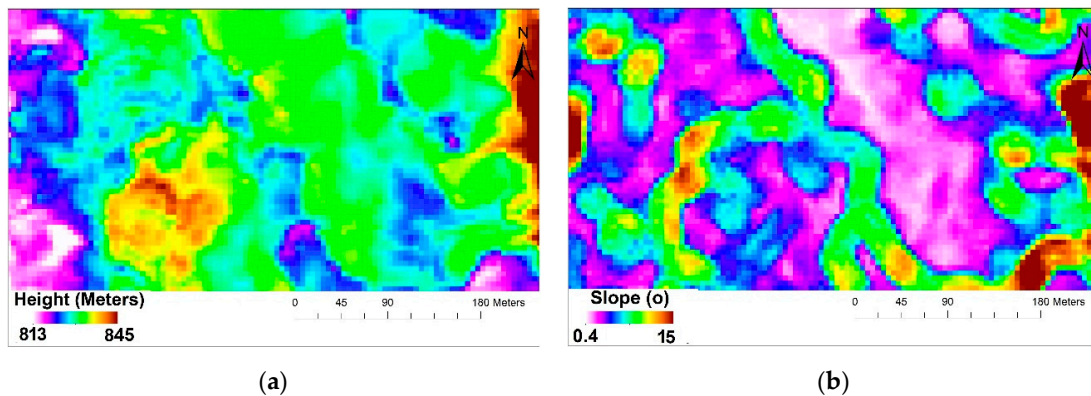 N
N
Height (Meters)
813 845
0 45 90 180 Meters
Slope (o)
0.4 15
0 45 90 180 Meters
(a) (b)